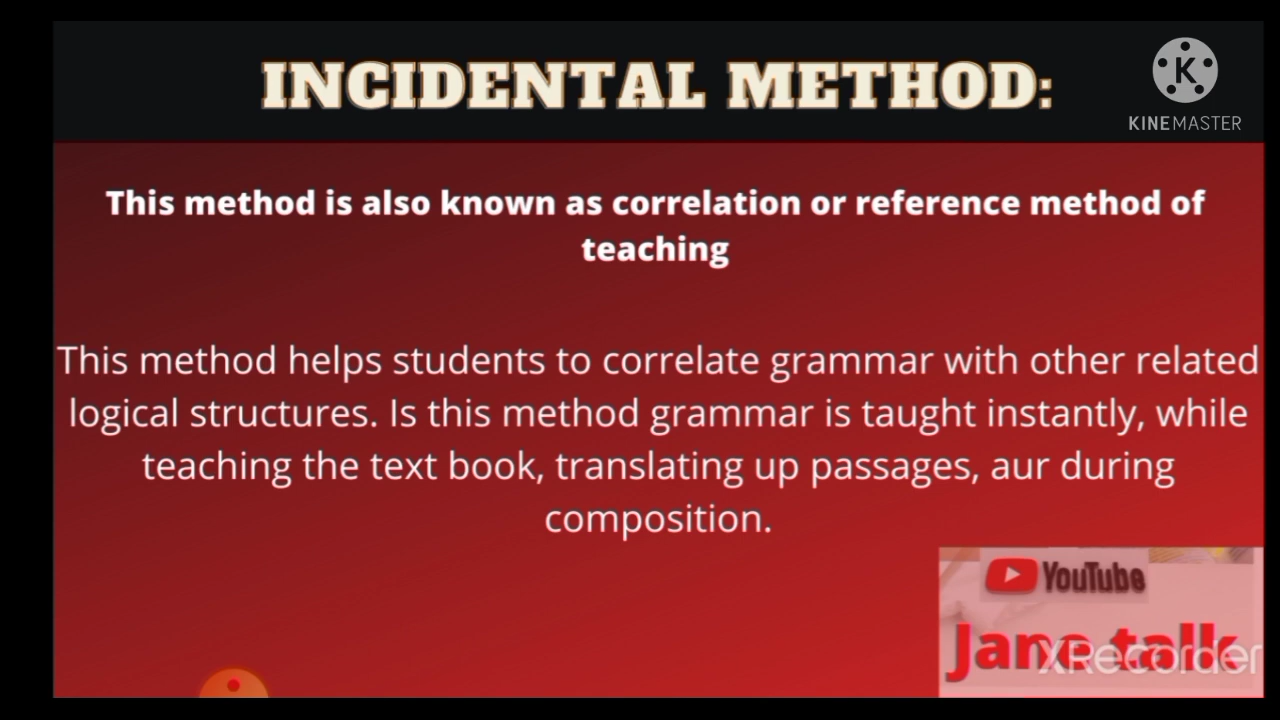 INCIDENTAL METHOD:
K
KINEMASTER
This method is also known as correlation or reference method of
teaching
This method helps students to correlate grammar with other related
logical structures. Is this method grammar is taught instantly, while
teaching the text book, translating up passages, aur during
composition.
YouTube
Jane talk
XRecorder